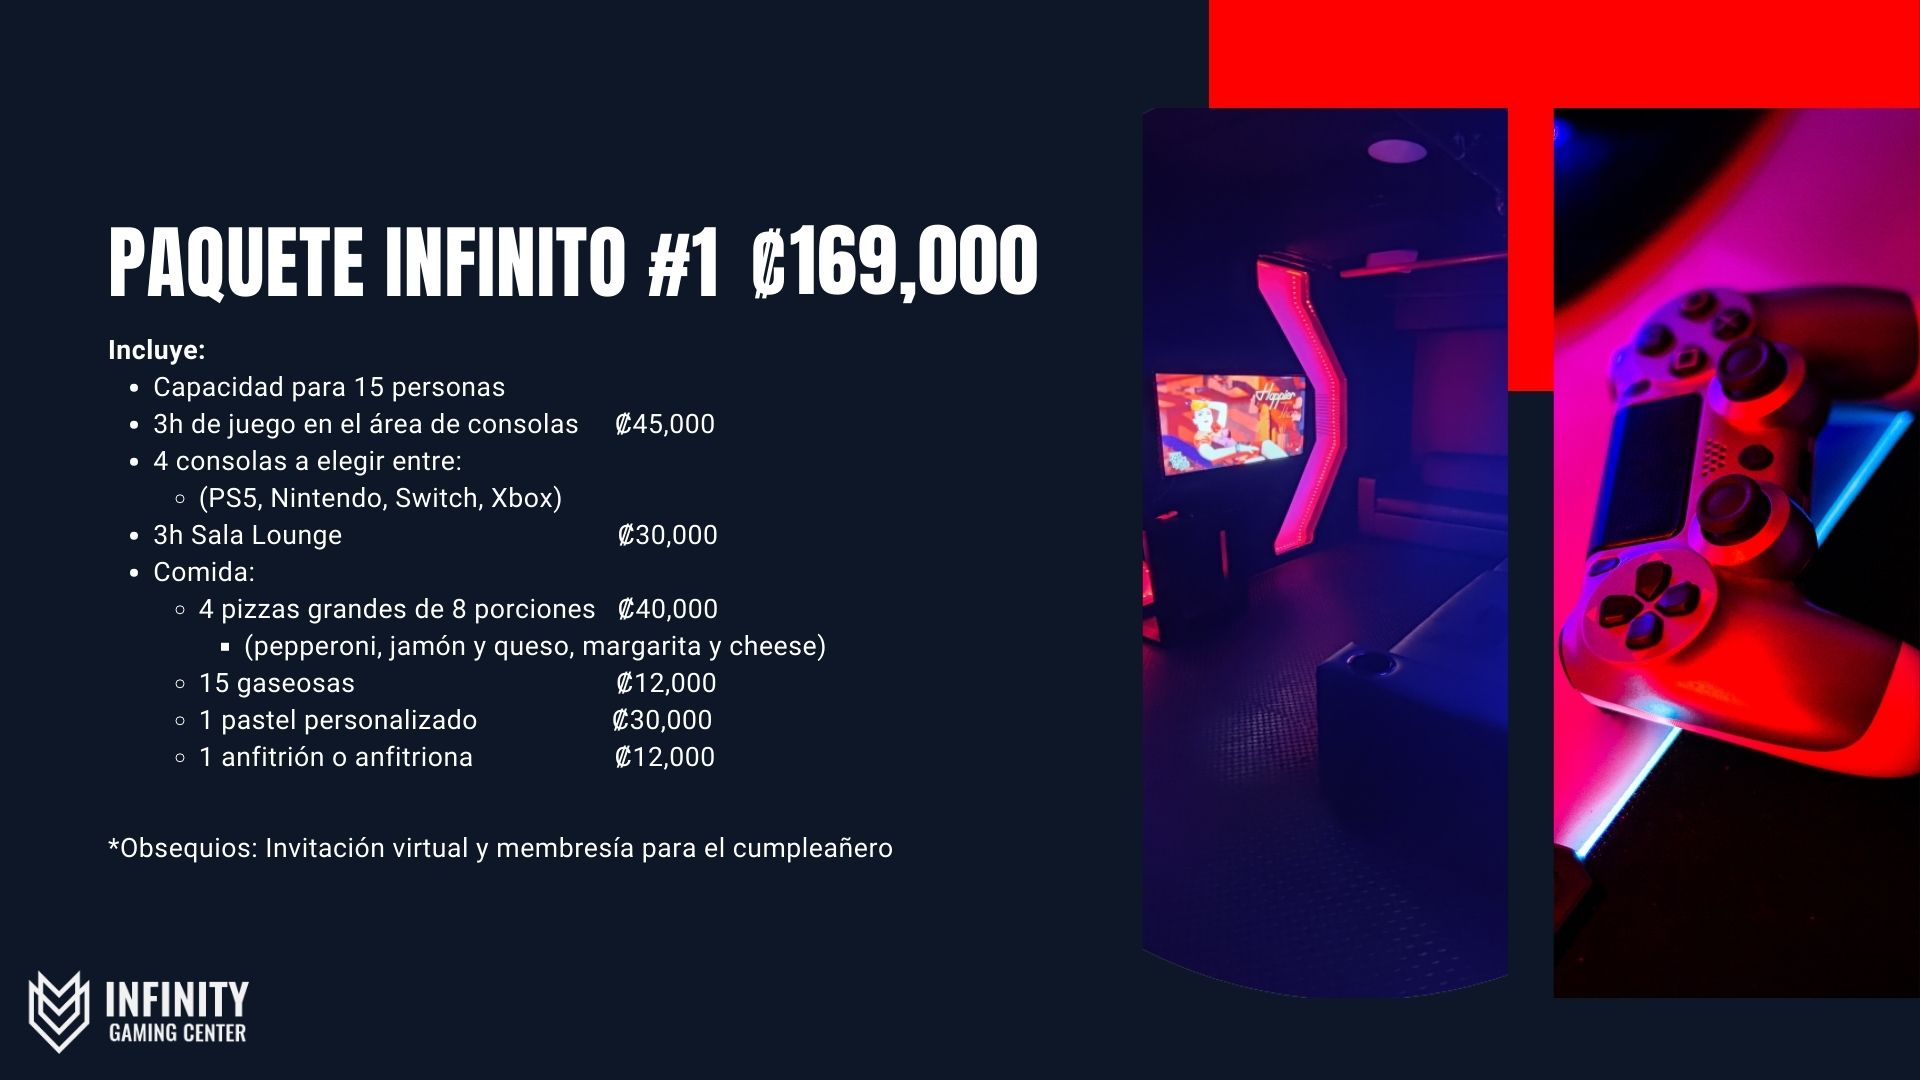 PAQUETE INFINITO #1 ₡169,000
Incluye:
• Capacidad para 15 personas
• 3h de juego en el área de consolas ₡45,000
• 4 consolas a elegir entre:
◦ (PS5, Nintendo, Switch, Xbox)
• 3h Sala Lounge ₡30,000
• Comida:
◦ 4 pizzas grandes de 8 porciones ₡40,000
▪ (pepperoni, jamón y queso, margarita y cheese)
◦ 15 gaseosas ₡12,000
◦ 1 pastel personalizado ₡30,000
◦ 1 anfitrión o anfitriona ₡12,000
*Obsequios: Invitación virtual y membresía para el cumpleañero
INFINITY
GAMING CENTER
Happier